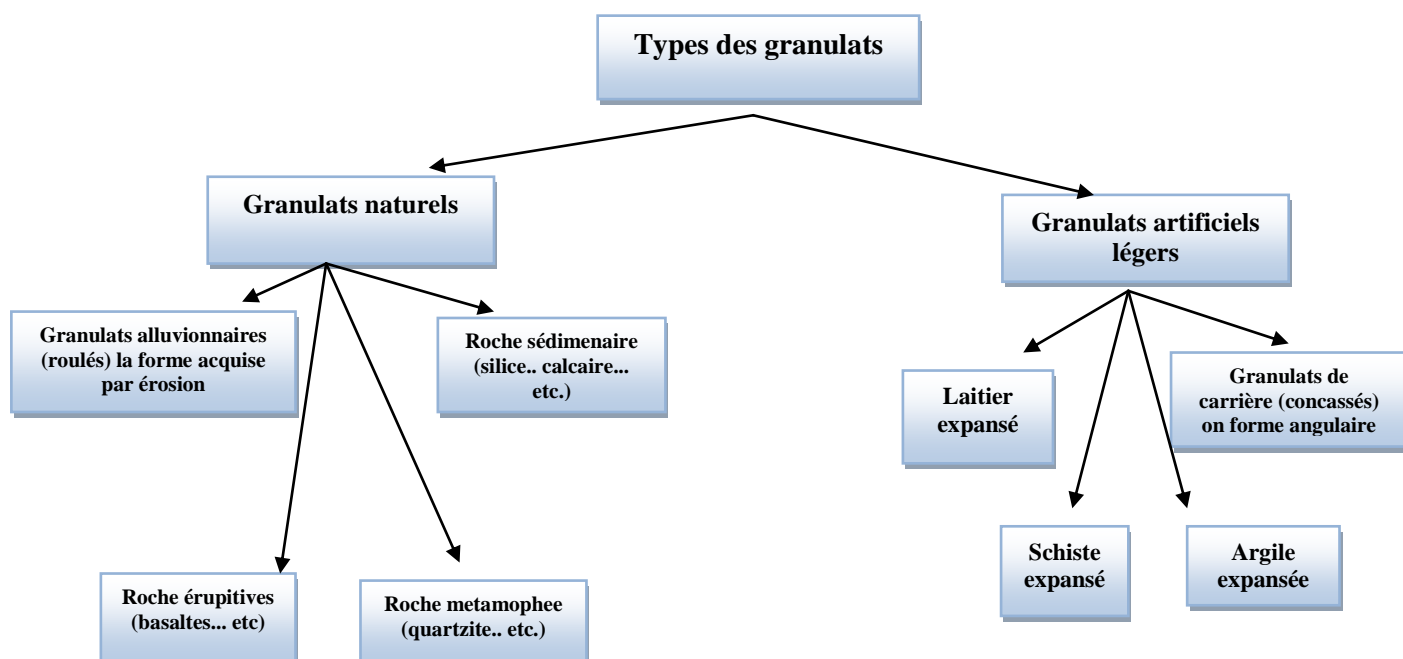 Types des granulats
Granulats naturels
Granulats artificiels
légers
Granulats alluvionnaires
(roulés) la forme acquise
par érosion
Roche sédimenaire
(silice.. calcaire...
etc.)
Laitier
expansé
Granulats de
carrière (concassés)
on forme angulaire
Roche érupitives
(basaltes... etc)
Roche metamophee
(quartzite.. etc.)
Schiste
expansé
Argile
expansée